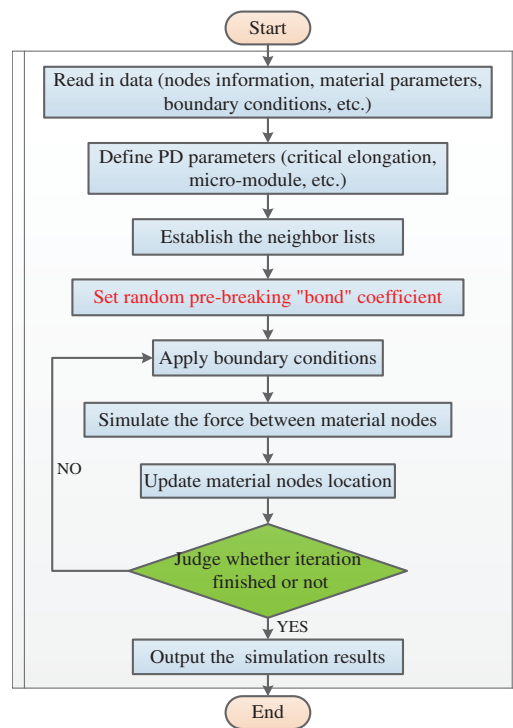 Start
Read in data (nodes information, material parameters,
boundary conditions, etc.)
Define PD parameters (critical elongation,
micro-module, etc.)
Establish the neighbor lists
Set random pre-breaking "bond" coefficient
Apply boundary conditions
Simulate the force between material nodes
NO
Update material nodes location
Judge whether iteration
finished or not
YES
Output the simulation results
End